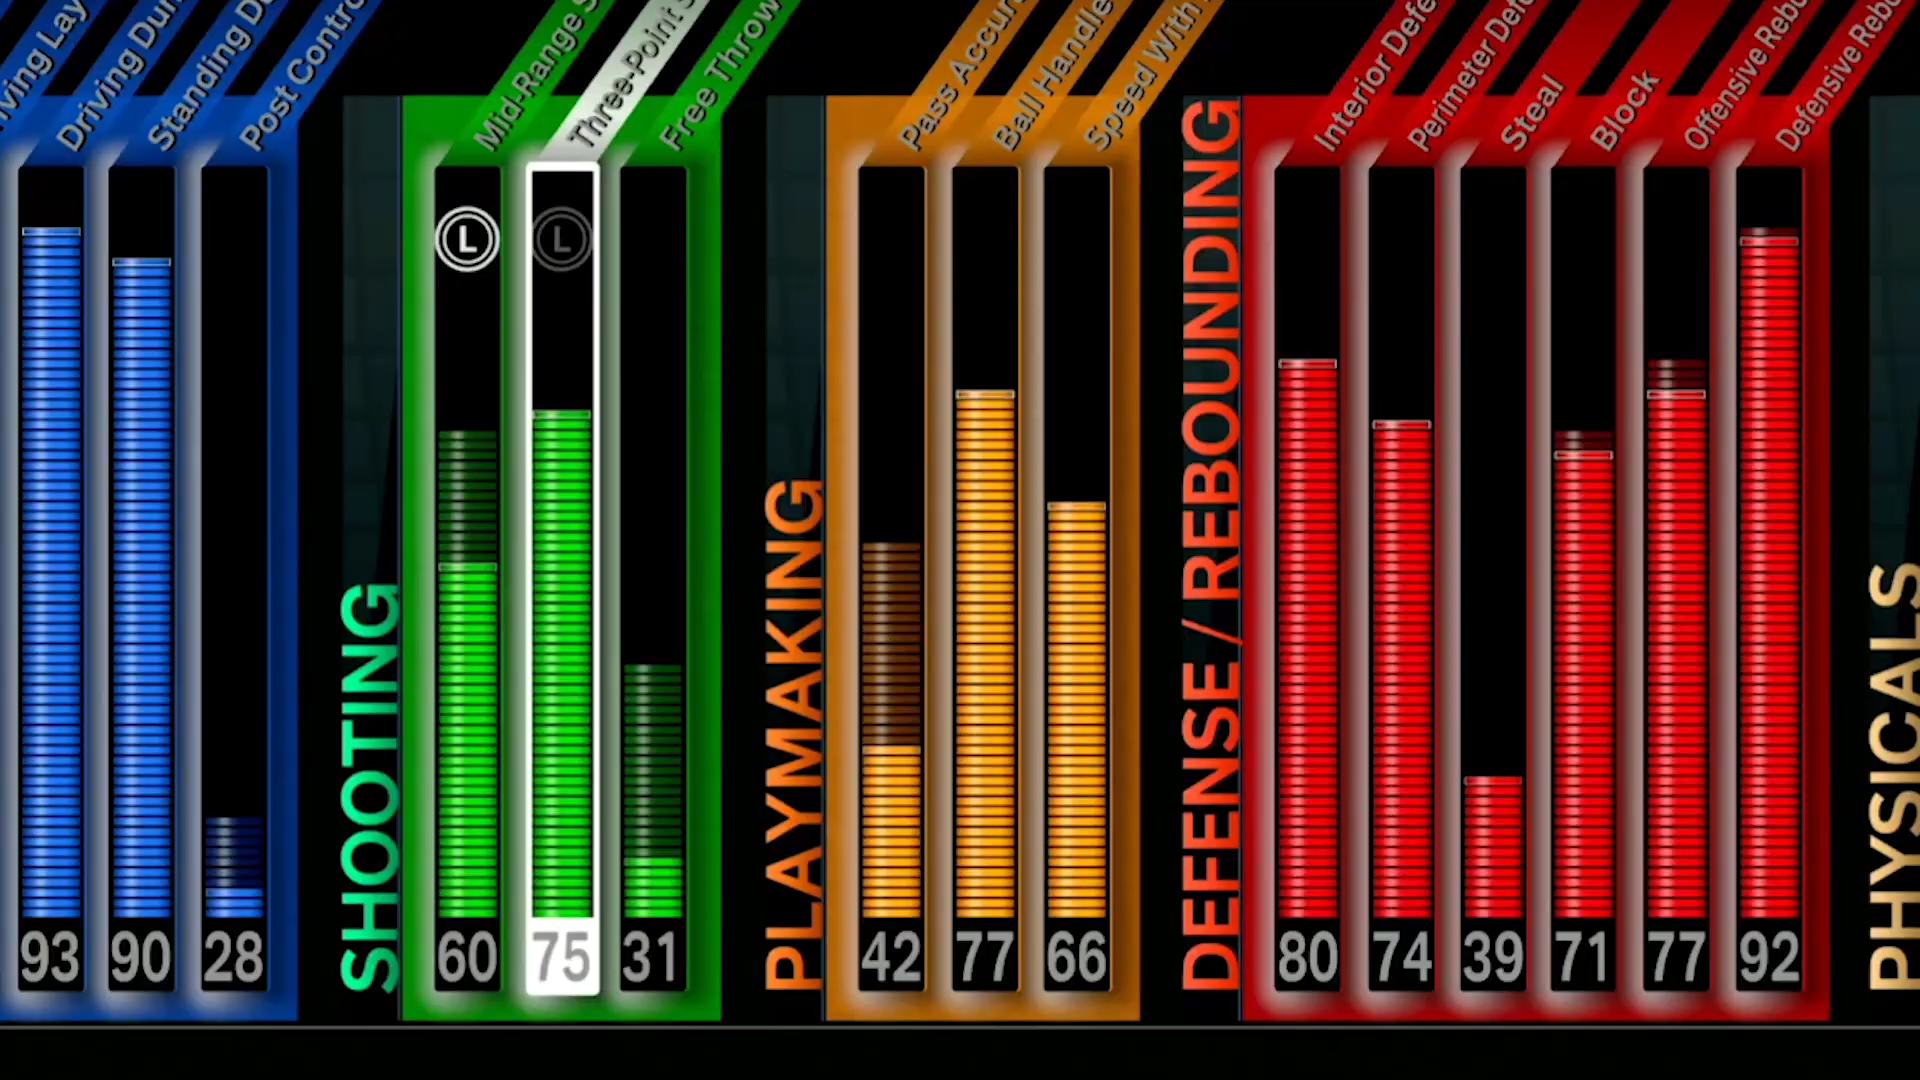 Driving Dun
Standing Du
Post Contro
Mid-Range S
Three-Point S
Free Throw
Pass Accura
Ball Handle
Speed With
Interior Defe
Perimeter Defe
Steal
Block
Offensive Rebo
Defensive Rebo
L
L
SHOOTING
PLAYMAKING
DEFENSE / REBOUNDING
PHYSICALS
93
90
28
60
75
31
42
77
66
80
74
39
71
77
92